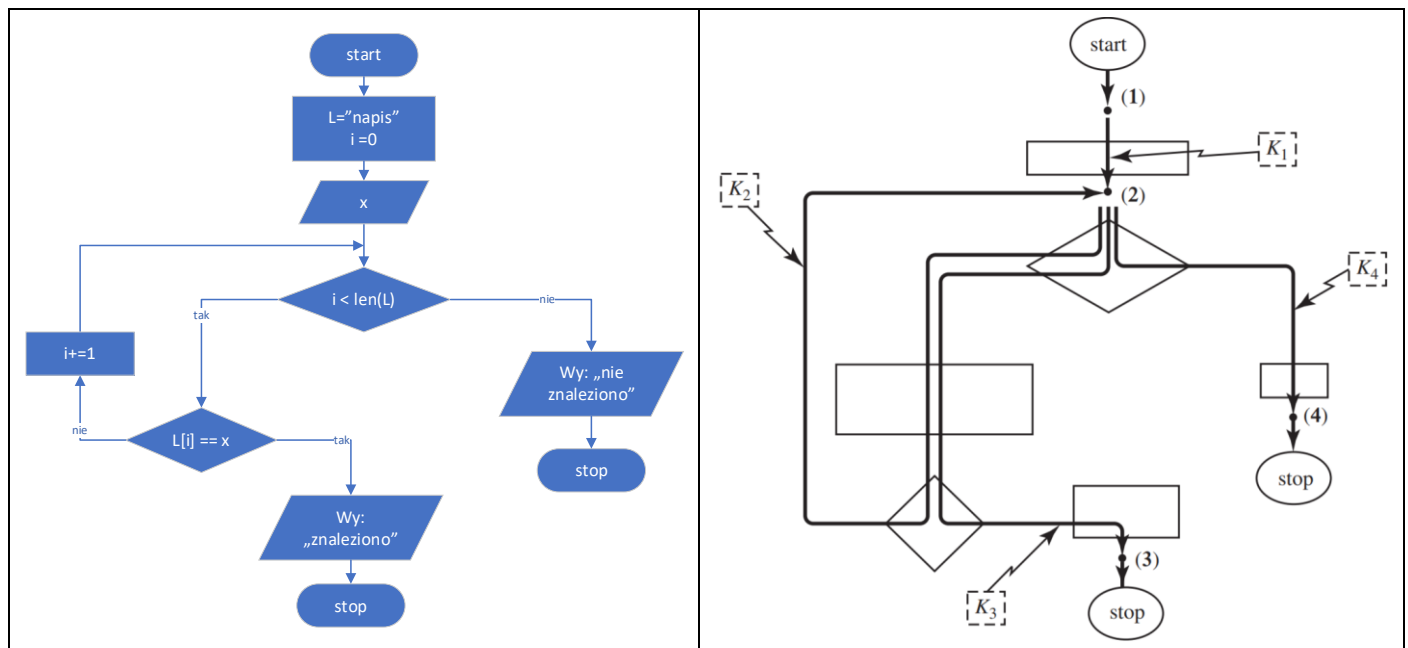 start
L=”napis”
i =0
x
i < len(L)
tak
nie
i+=1
Wy: „nie
znaleziono”
nie
L[i] == x
tak
stop
Wy:
„znaleziono”
stop
start
(1)
K₁
K₂
(2)
K₄
(4)
stop
(3)
K₃
stop